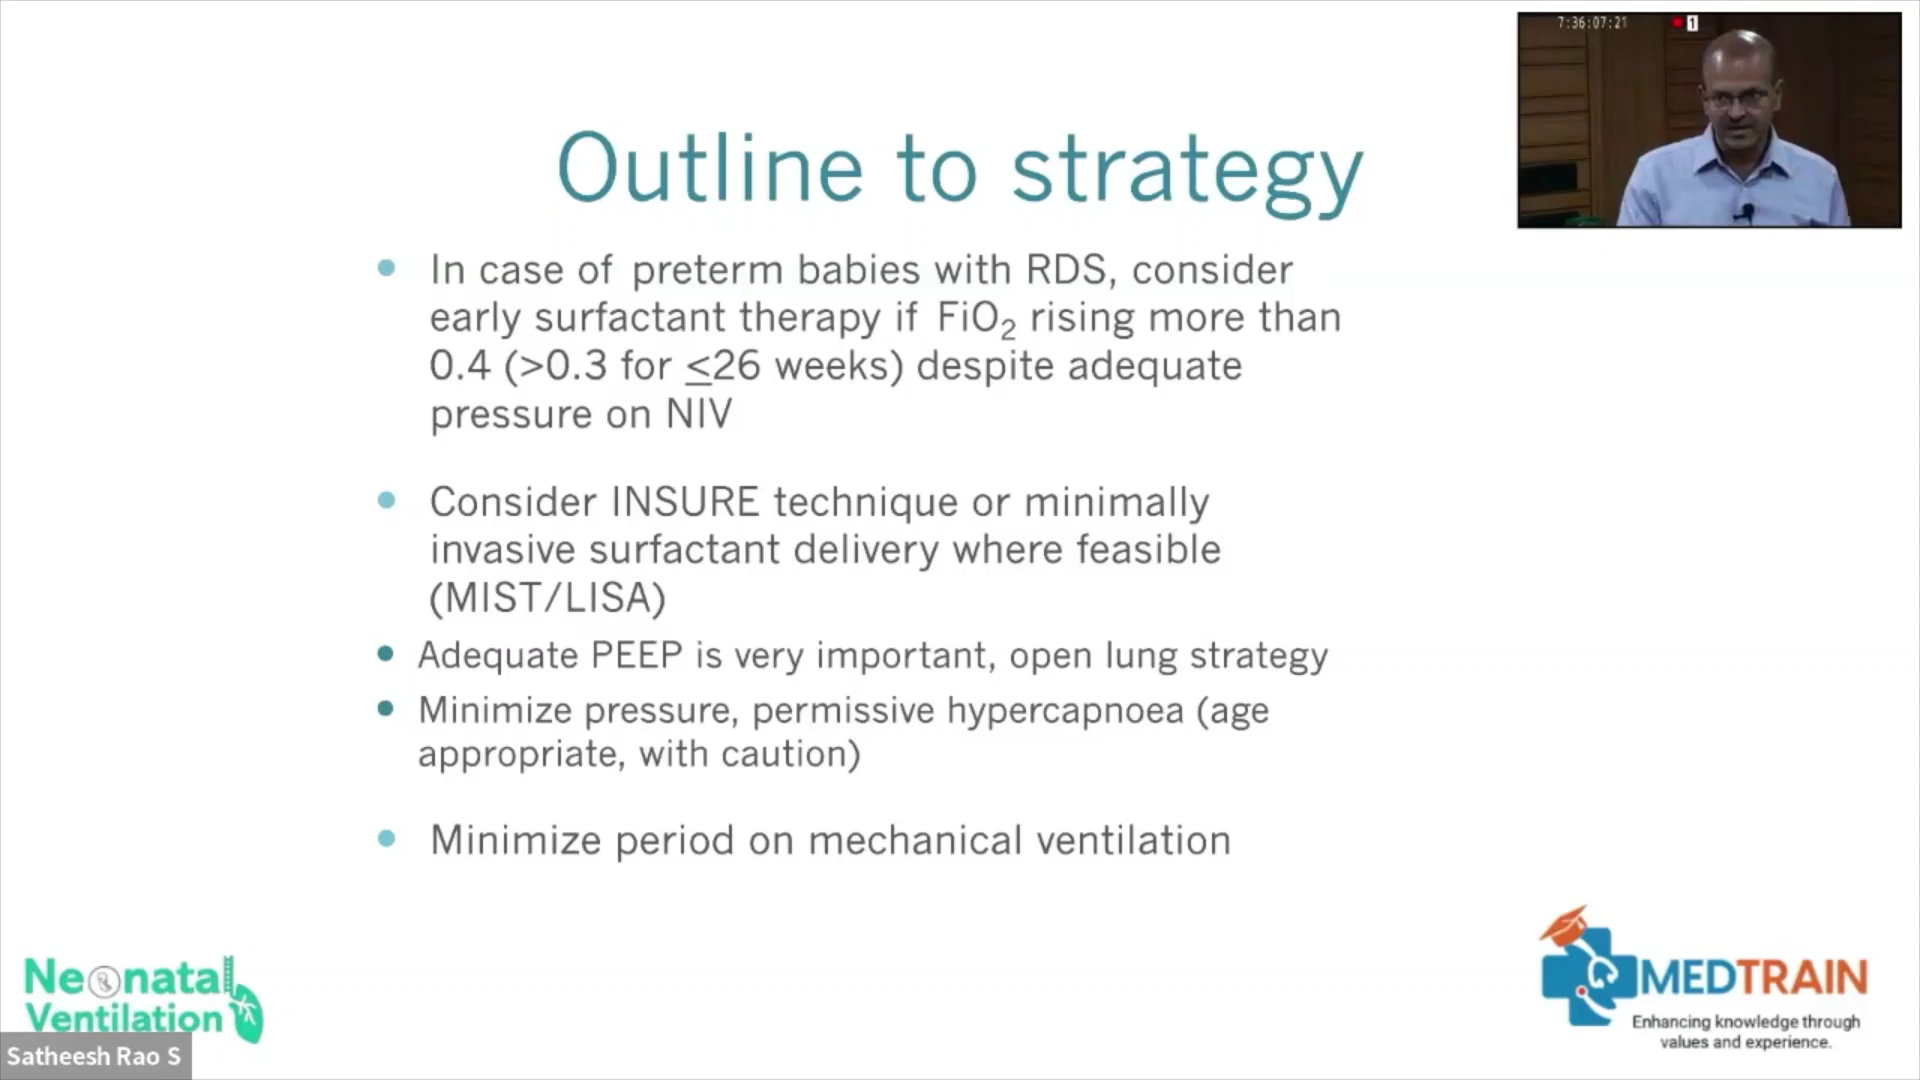 7:36:07:21 1
Outline to strategy
• In case of preterm babies with RDS, consider
early surfactant therapy if FiO₂ rising more than
0.4 (>0.3 for ≤26 weeks) despite adequate
pressure on NIV
• Consider INSURE technique or minimally
invasive surfactant delivery where feasible
(MIST/LISA)
• Adequate PEEP is very important, open lung strategy
• Minimize pressure, permissive hypercapnoea (age
appropriate, with caution)
• Minimize period on mechanical ventilation
Neonatal
Ventilation
Satheesh Rao S
MEDTRAIN
Enhancing knowledge through
values and experience.